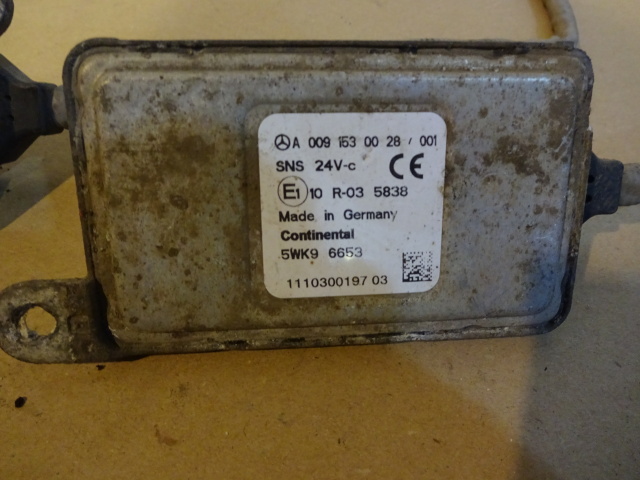 A 009 153 00 28 / 001
SNS 24V-c CE
E1 10 R-03 5838
Made in Germany
Continental
5WK9 6653
1110300197 03